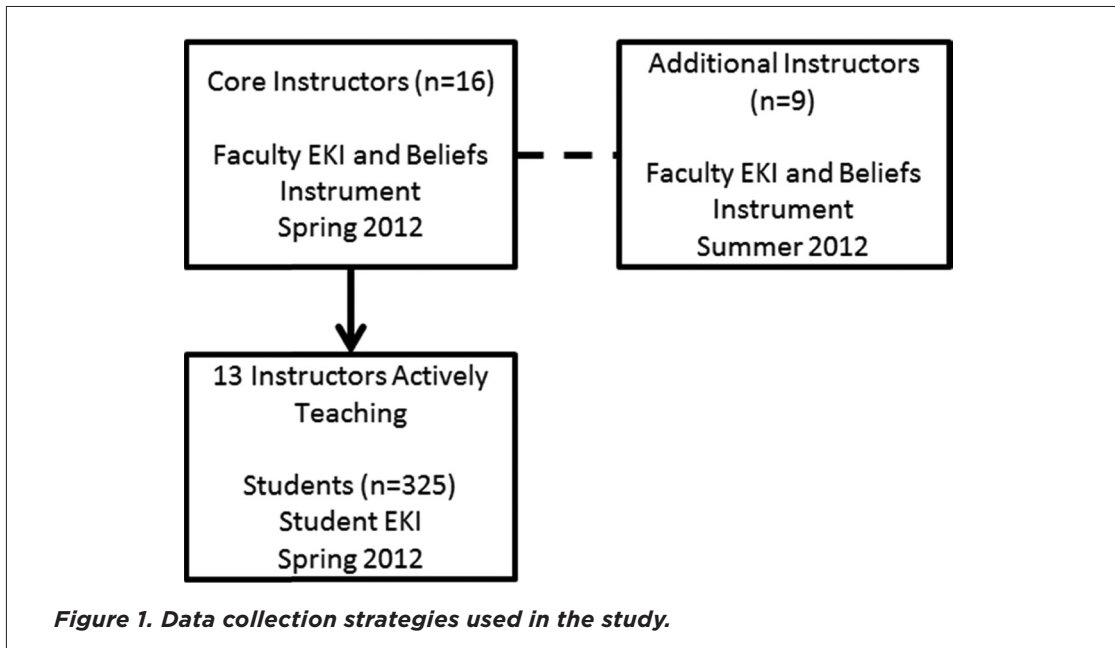 Core Instructors (n=16)
Faculty EKI and Beliefs
Instrument
Spring 2012
Additional Instructors
(n=9)
Faculty EKI and Beliefs
Instrument
Summer 2012
13 Instructors Actively
Teaching
Students (n=325)
Student EKI
Spring 2012
Figure 1. Data collection strategies used in the study.